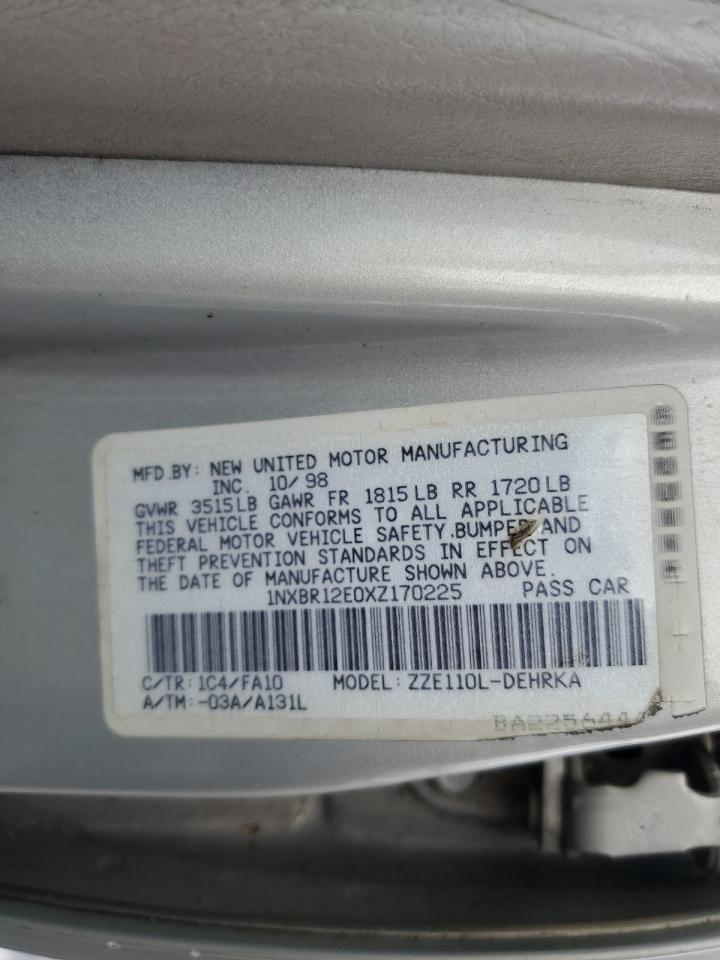 MFD.BY: NEW UNITED MOTOR MANUFACTURING
INC. 10/98
GVWR 3515LB GAWR FR 1815LB RR 1720LB
THIS VEHICLE CONFORMS TO ALL APPLICABLE
FEDERAL MOTOR VEHICLE SAFETY,BUMPER AND
THEFT PREVENTION STANDARDS IN EFFECT ON
THE DATE OF MANUFACTURE SHOWN ABOVE.
1NXBR12E0XZ170225 PASS CAR
C/TR:1C4/FA10 MODEL:ZZE110L-DEHRKA
A/TM:-03A/A131L